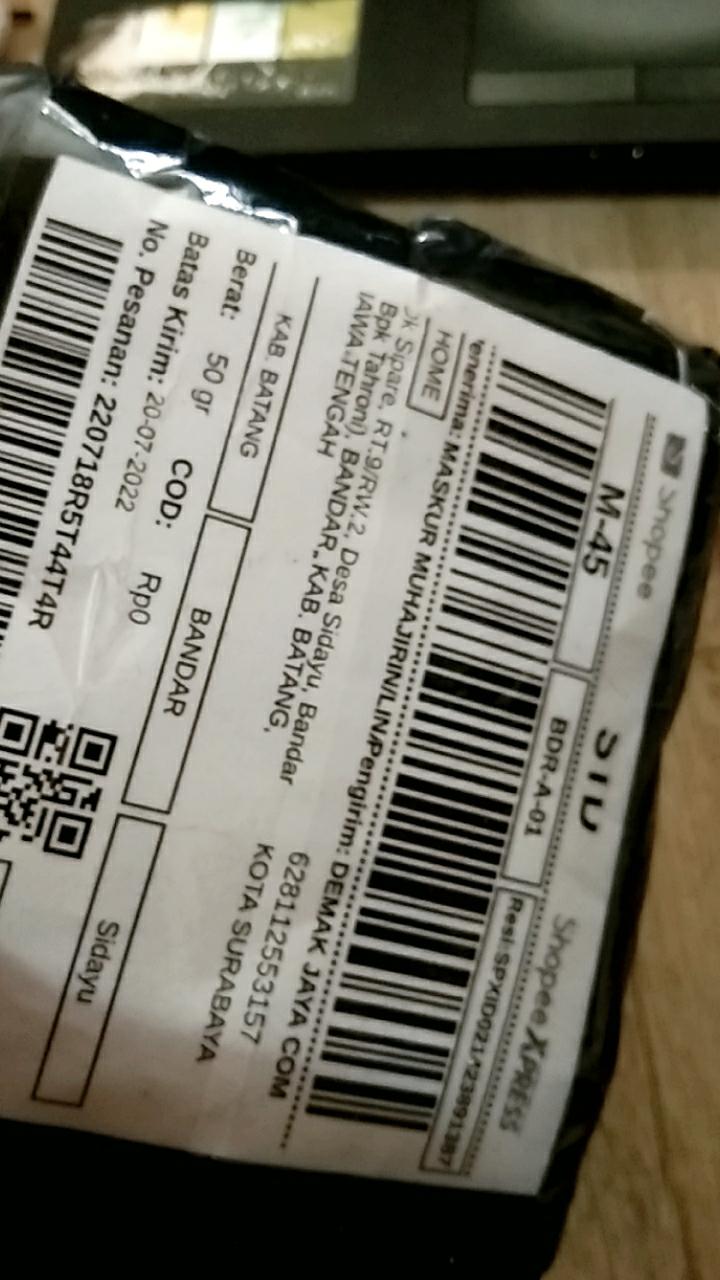 Shopee
STD
Shopee XPRESS
M-45
BDR-A-01
Penerima: MASKUR MUHAJIRIN/LIN
Pengirim: DEMAK JAYA COM
HOME
6281125553157
KOTA SURABAYA
Sipare, RT.9/RW.2, Desa Sidayu, Bandar
Bpk Tahroni), BANDAR, KAB. BATANG,
JAWA TENGAH
KAB. BATANG
BANDAR
Sidayu
Berat: 50 gr
COD: Rp0
Batas Kirim: 20-07-2022
No. Pesanan: 220718R5T44T4R